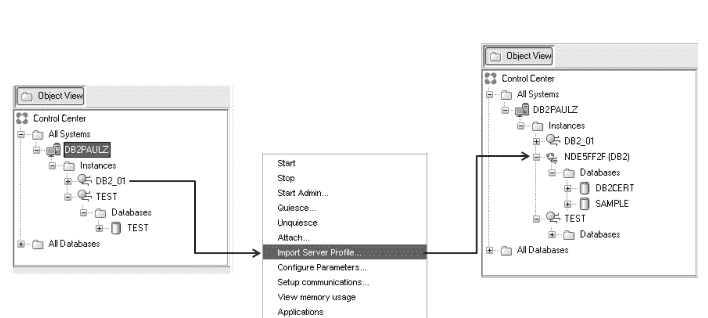 Object View
Control Center
All Systems
DB2PAULZ
Instances
DB2_01
TEST
Databases
TEST
All Databases
Start
Stop
Start Admin...
Quiesce...
Unquiesce
Attach...
Import Server Profile...
Configure Parameters...
Setup communications...
View memory usage
Applications
Object View
Control Center
All Systems
DB2PAULZ
Instances
DB2_01
NDE5FF2F (DB2)
Databases
DB2CERT
SAMPLE
TEST
Databases
All Databases